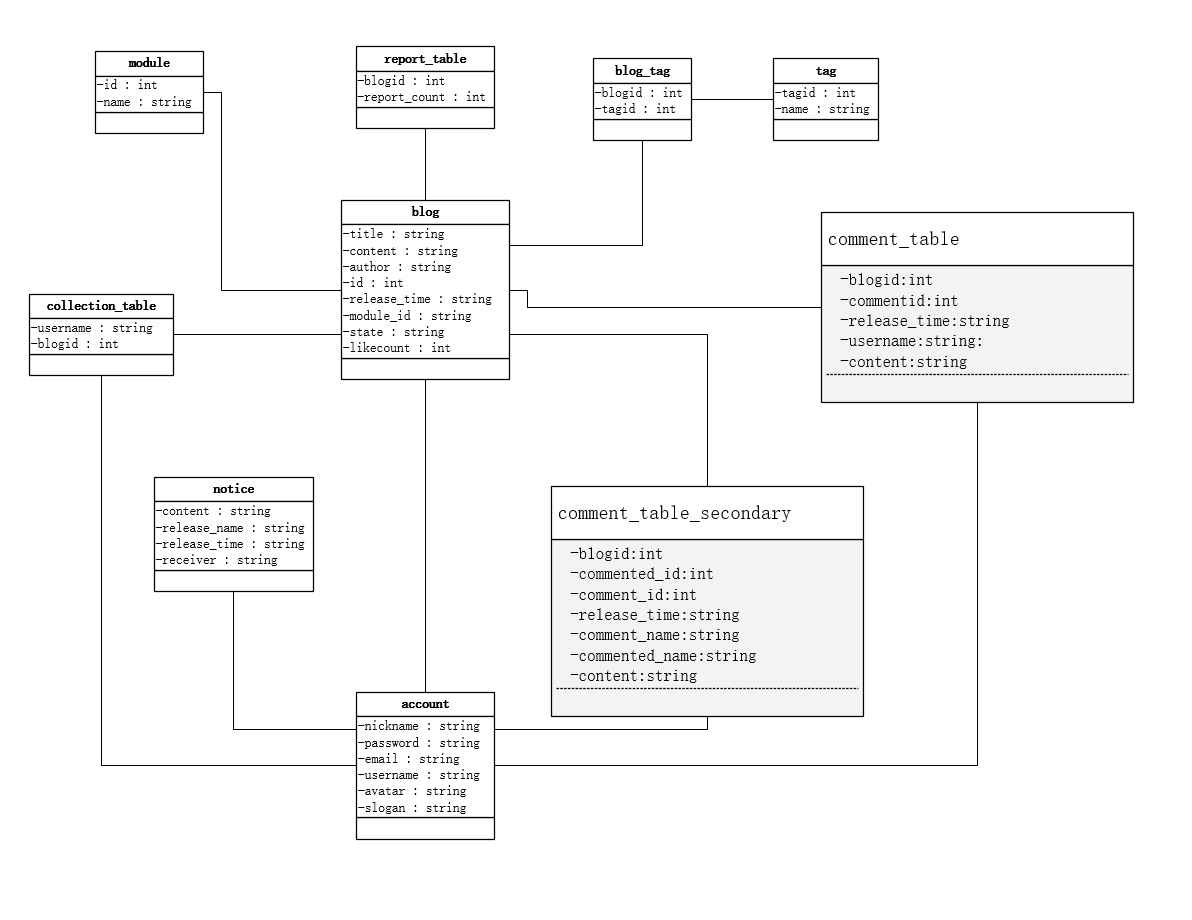 module
-id : int
-name : string
report_table
-blogid : int
-report_count : int
blog_tag
-blogid : int
-tagid : int
tag
-tagid : int
-name : string
blog
-title : string
-content : string
-author : string
-id : int
-release_time : string
-module_id : string
-state : string
-likecount : int
comment_table
-blogid:int
-commentid:int
-release_time:string
-username:string:
-content:string
collection_table
-username : string
-blogid : int
notice
-content : string
-release_name : string
-release_time : string
-receiver : string
comment_table_secondary
-blogid:int
-commented_id:int
-comment_id:int
-release_time:string
-comment_name:string
-commented_name:string
-content:string
account
-nickname : string
-password : string
-email : string
-username : string
-avatar : string
-slogan : string